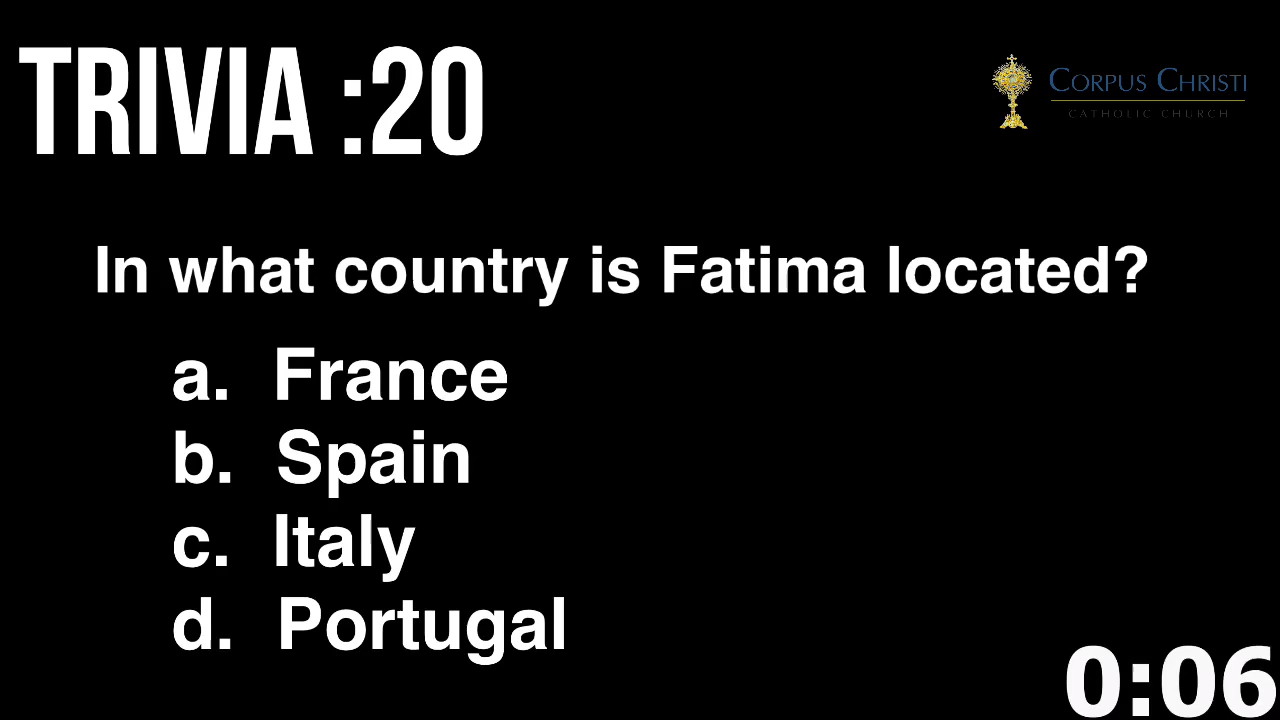 TRIVIA :20
CORPUS CHRISTI
CATHOLIC CHURCH
In what country is Fatima located?
a. France
b. Spain
c. Italy
d. Portugal
0:06